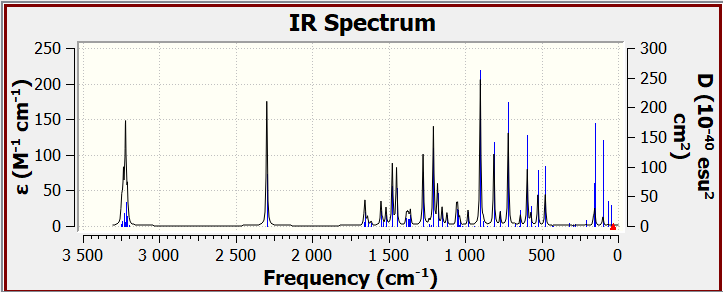 IR Spectrum
250
200
150
100
50
0
ε (M⁻¹ cm⁻¹)
300
250
200
150
100
50
0
D (10⁻⁴⁰ esu²
cm²)
3 500 3 000 2 500 2 000 1 500 1 000 500 0
Frequency (cm⁻¹)